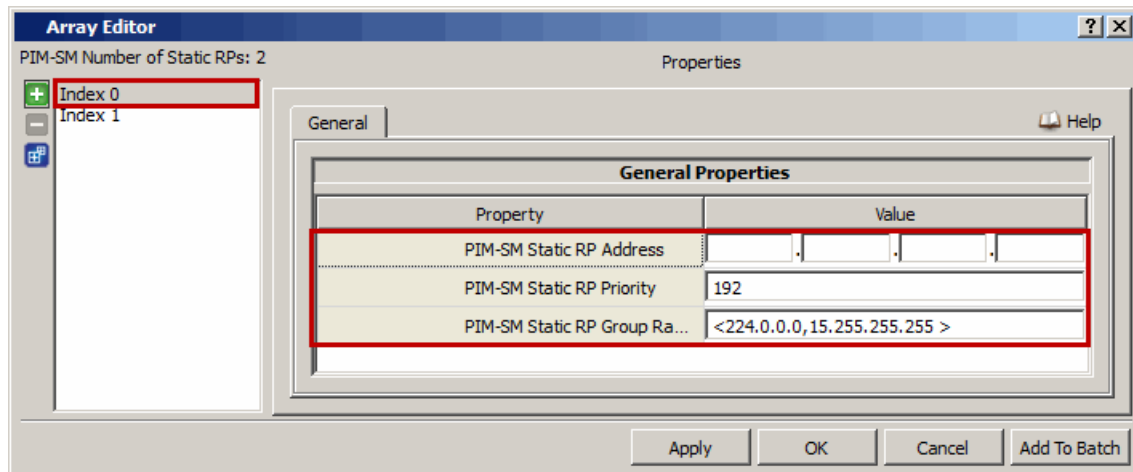 Array Editor
PIM-SM Number of Static RPs: 2
Properties
Index 0
Index 1
General
Help
General Properties
Property Value
PIM-SM Static RP Address . . .
PIM-SM Static RP Priority 192
PIM-SM Static RP Group Ra... <224.0.0.0,15.255.255.255 >
Apply OK Cancel Add To Batch